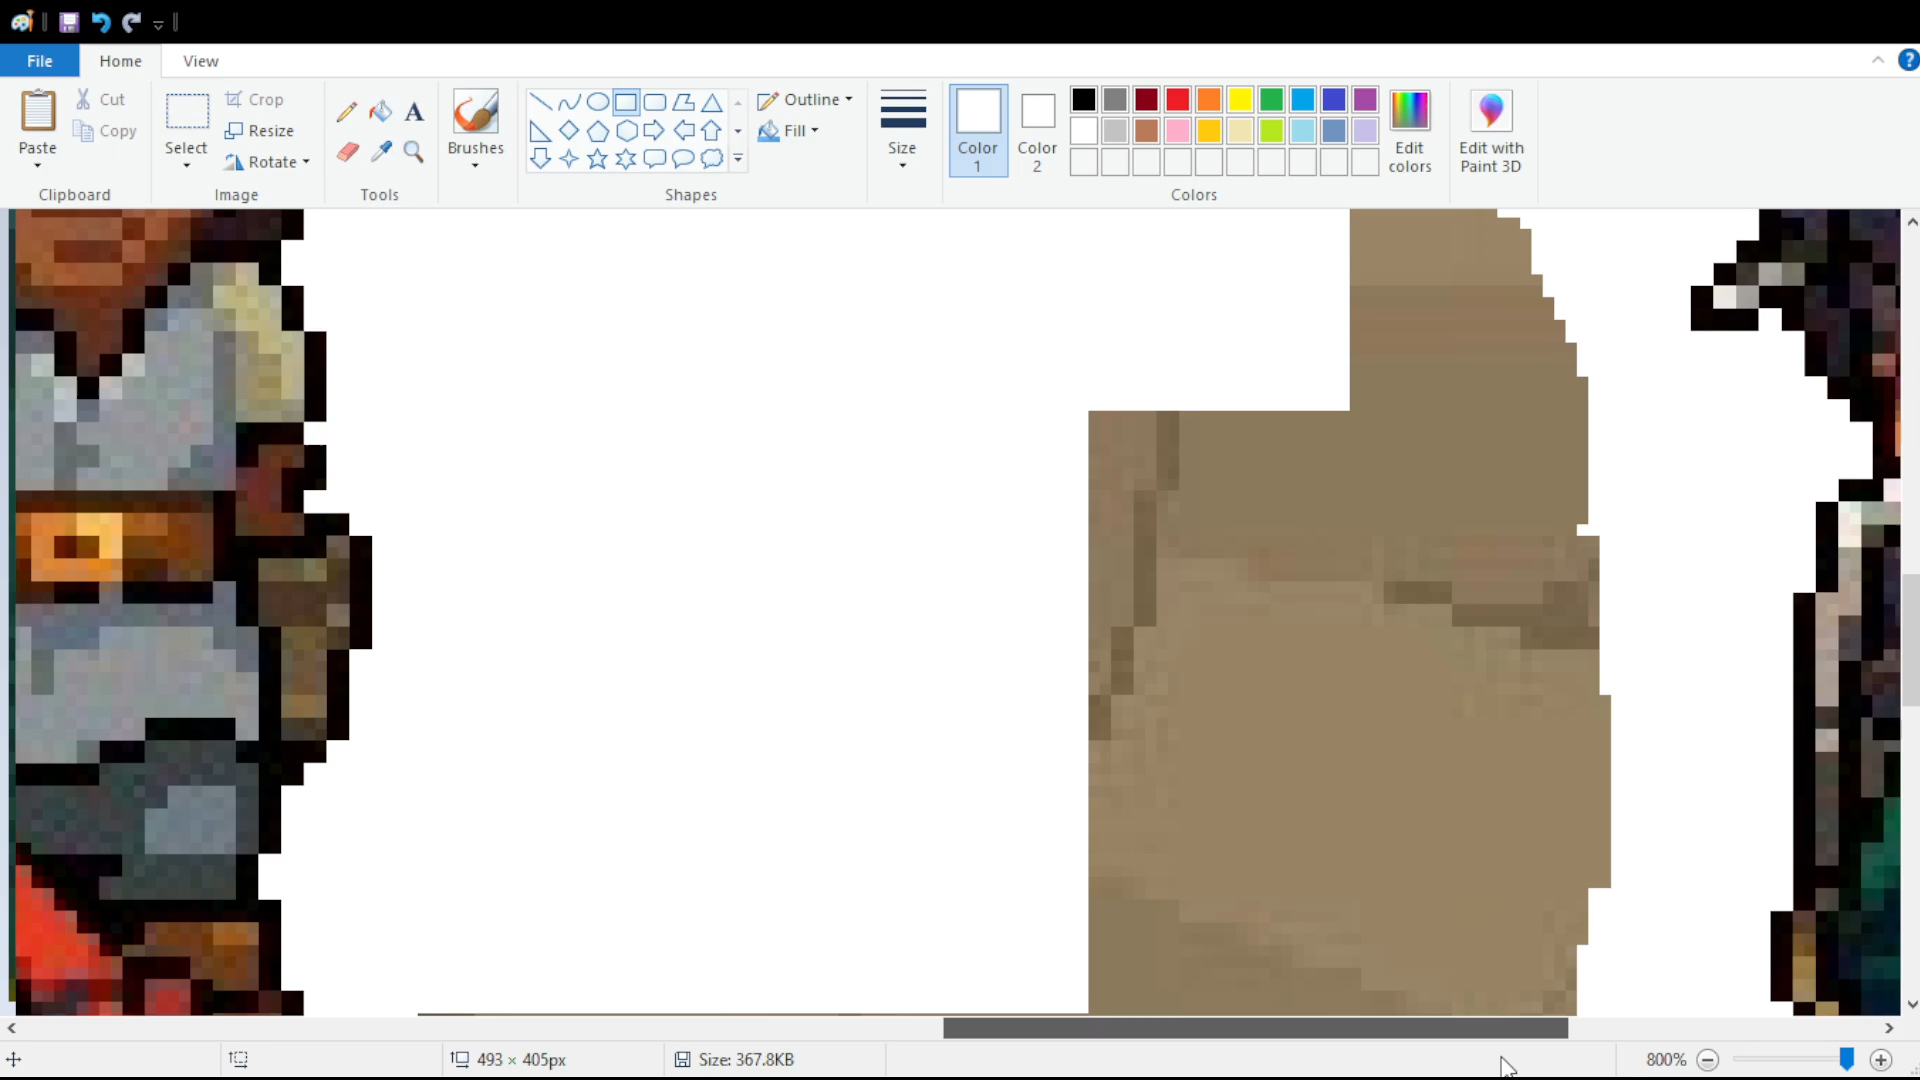 File Home View
Paste Cut Copy Clipboard
Select Crop Resize Rotate Image
A Tools
Brushes
Outline Fill Shapes
Size
Color 1 Color 2 Edit colors Colors
Edit with Paint 3D
?
493 × 405px Size: 367.8KB 800%